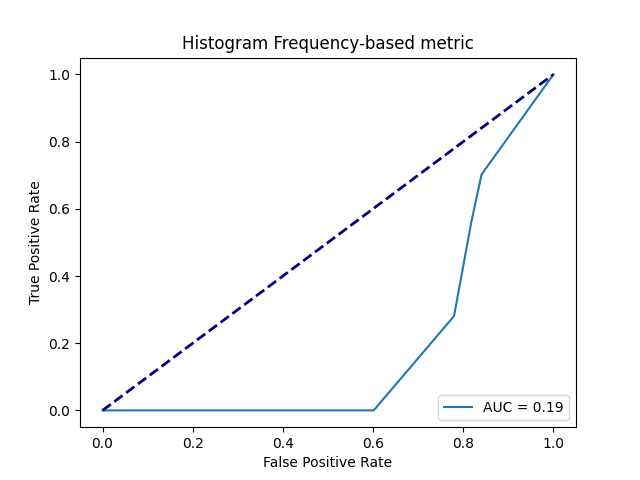 Histogram Frequency-based metric
True Positive Rate
1.0
0.8
0.6
0.4
0.2
0.0
AUC = 0.19
0.0 0.2 0.4 0.6 0.8 1.0
False Positive Rate